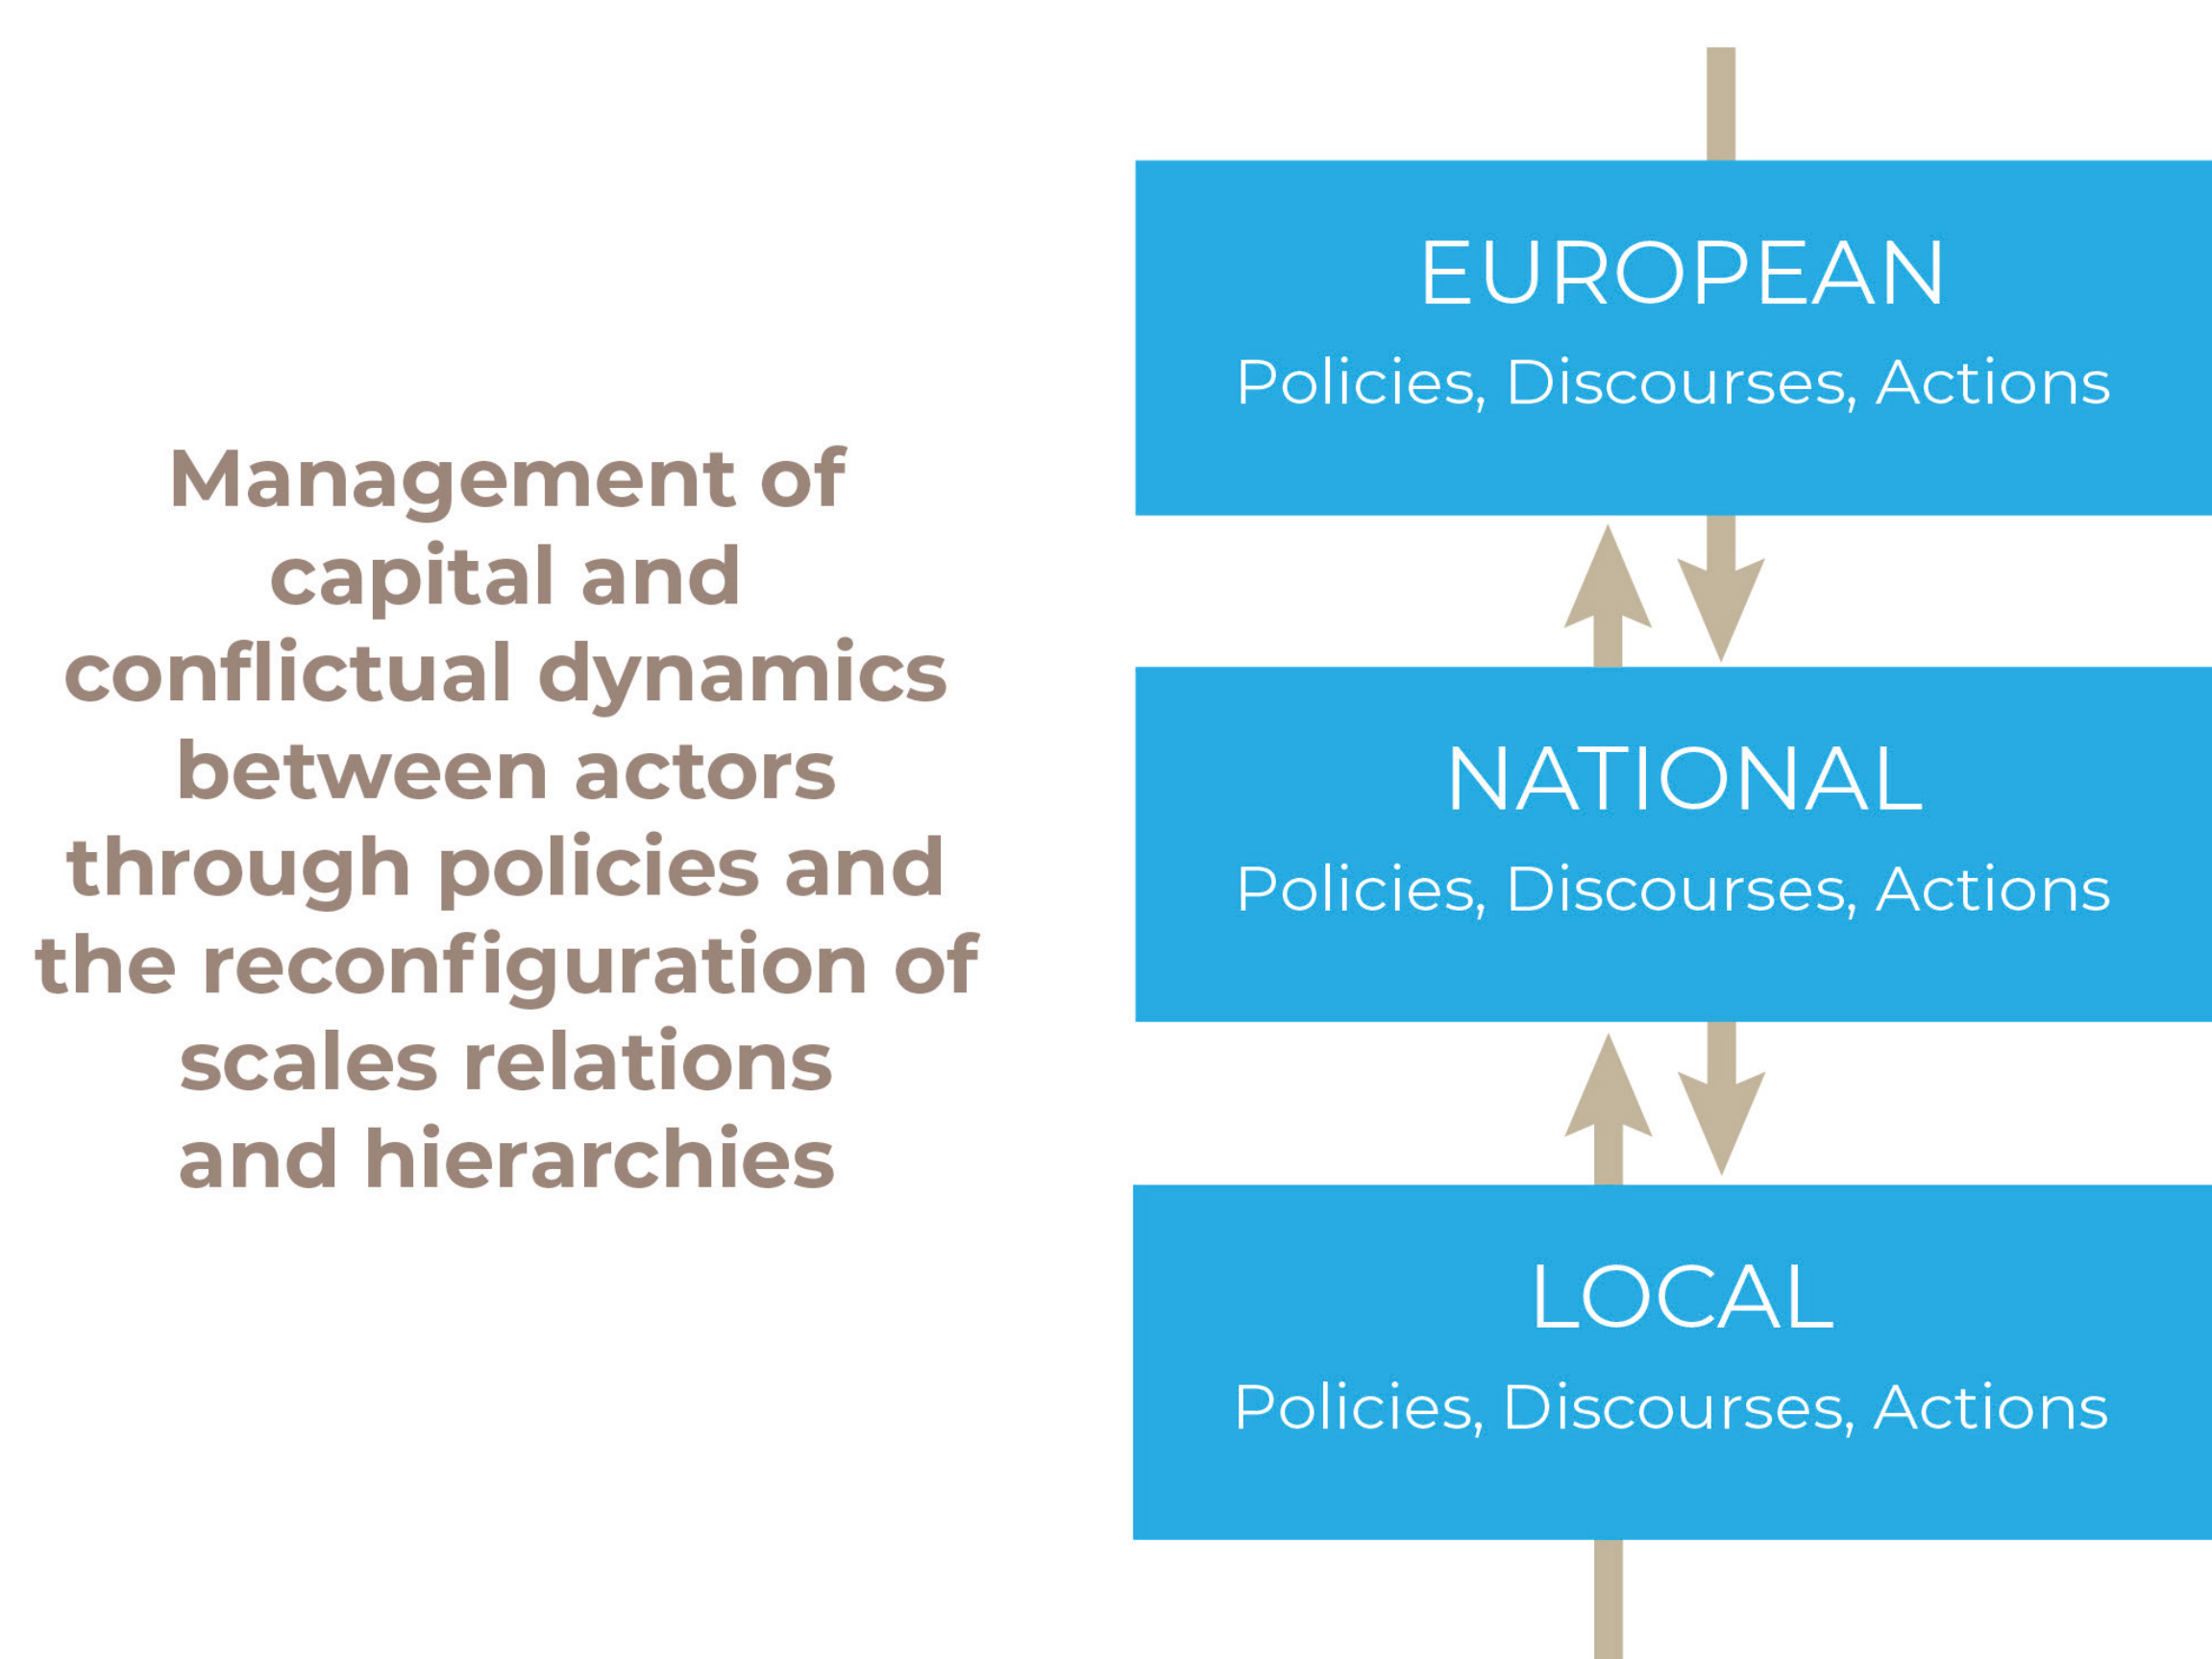 Management of
capital and
conflictual dynamics
between actors
through policies and
the reconfiguration of
scales relations
and hierarchies
EUROPEAN
Policies, Discourses, Actions
NATIONAL
Policies, Discourses, Actions
LOCAL
Policies, Discourses, Actions